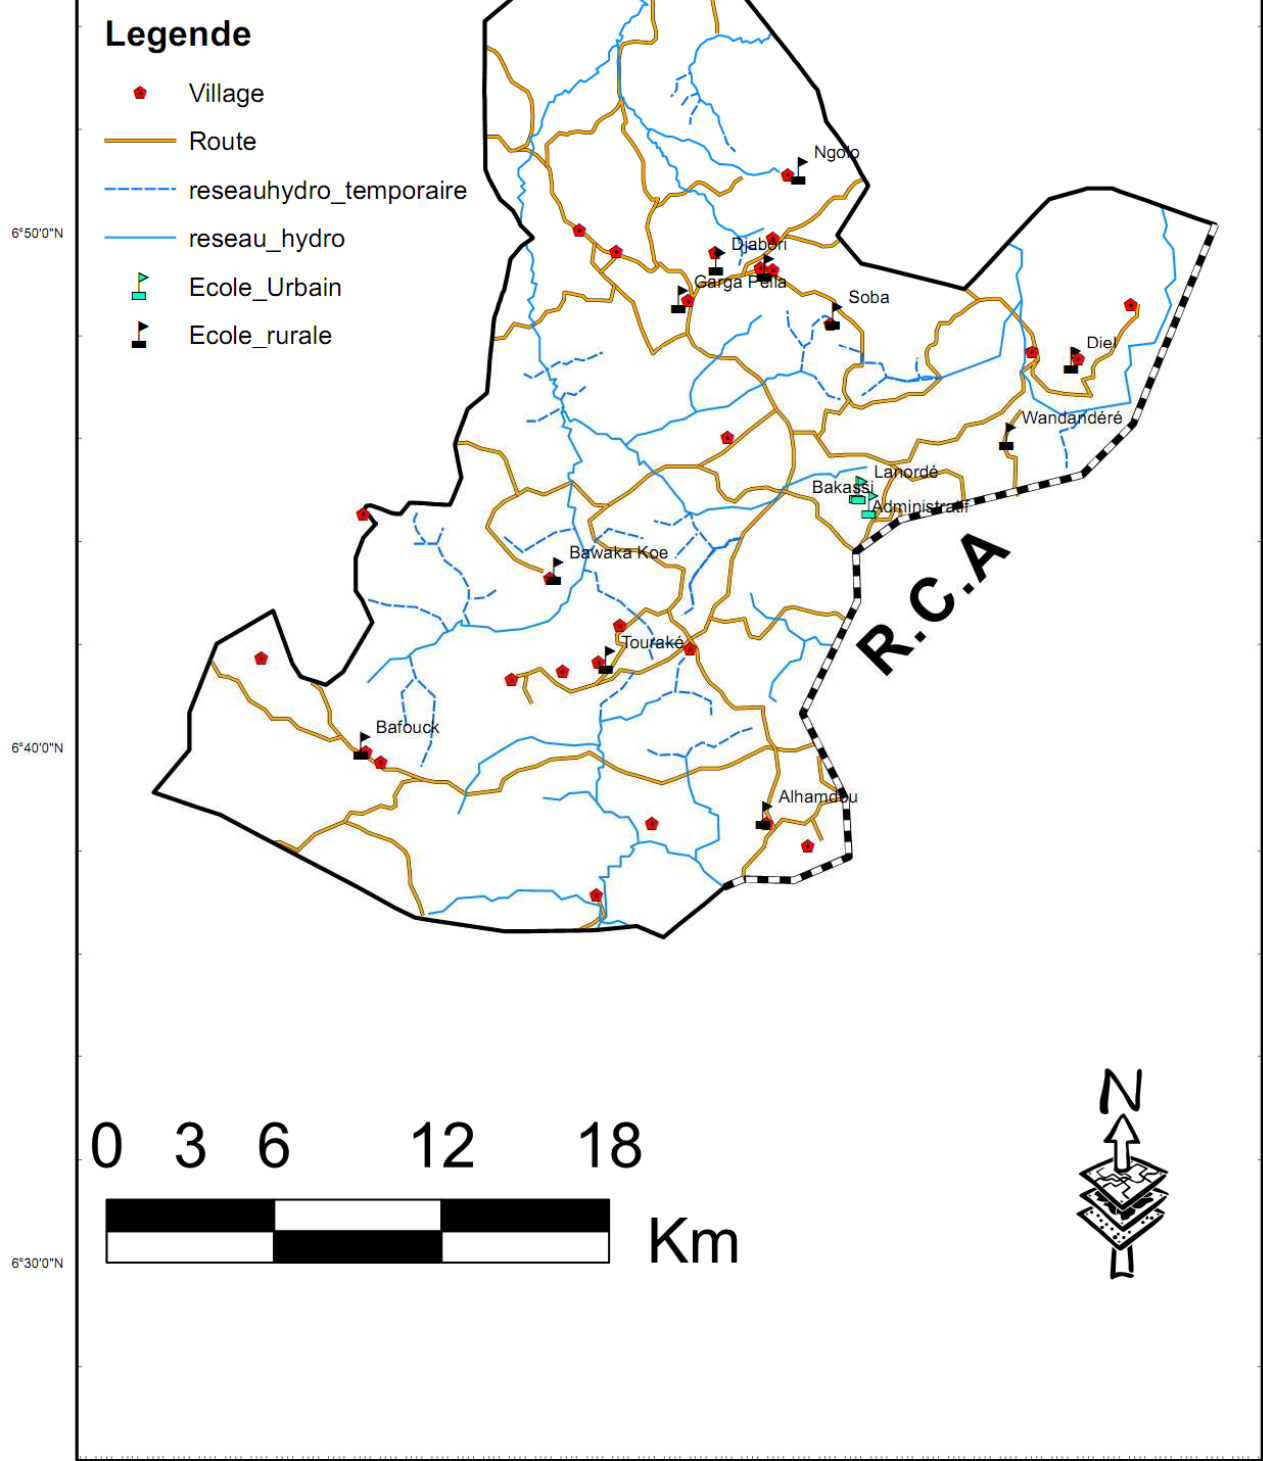 Legende
Village
Route
reseauhydro_temporaire
reseau_hydro
Ecole_Urbain
Ecole_rurale
Ngolo
6°50'0"N
Djabori
Garga Pella
Soba
Diel
Wandandéré
Lanordé
Bakassi
Administratif
R.C.A
Bawaka Koe
Touraké
Bafouck
6°40'0"N
Alhamdou
N
0 3 6 12 18
Km
6°30'0"N